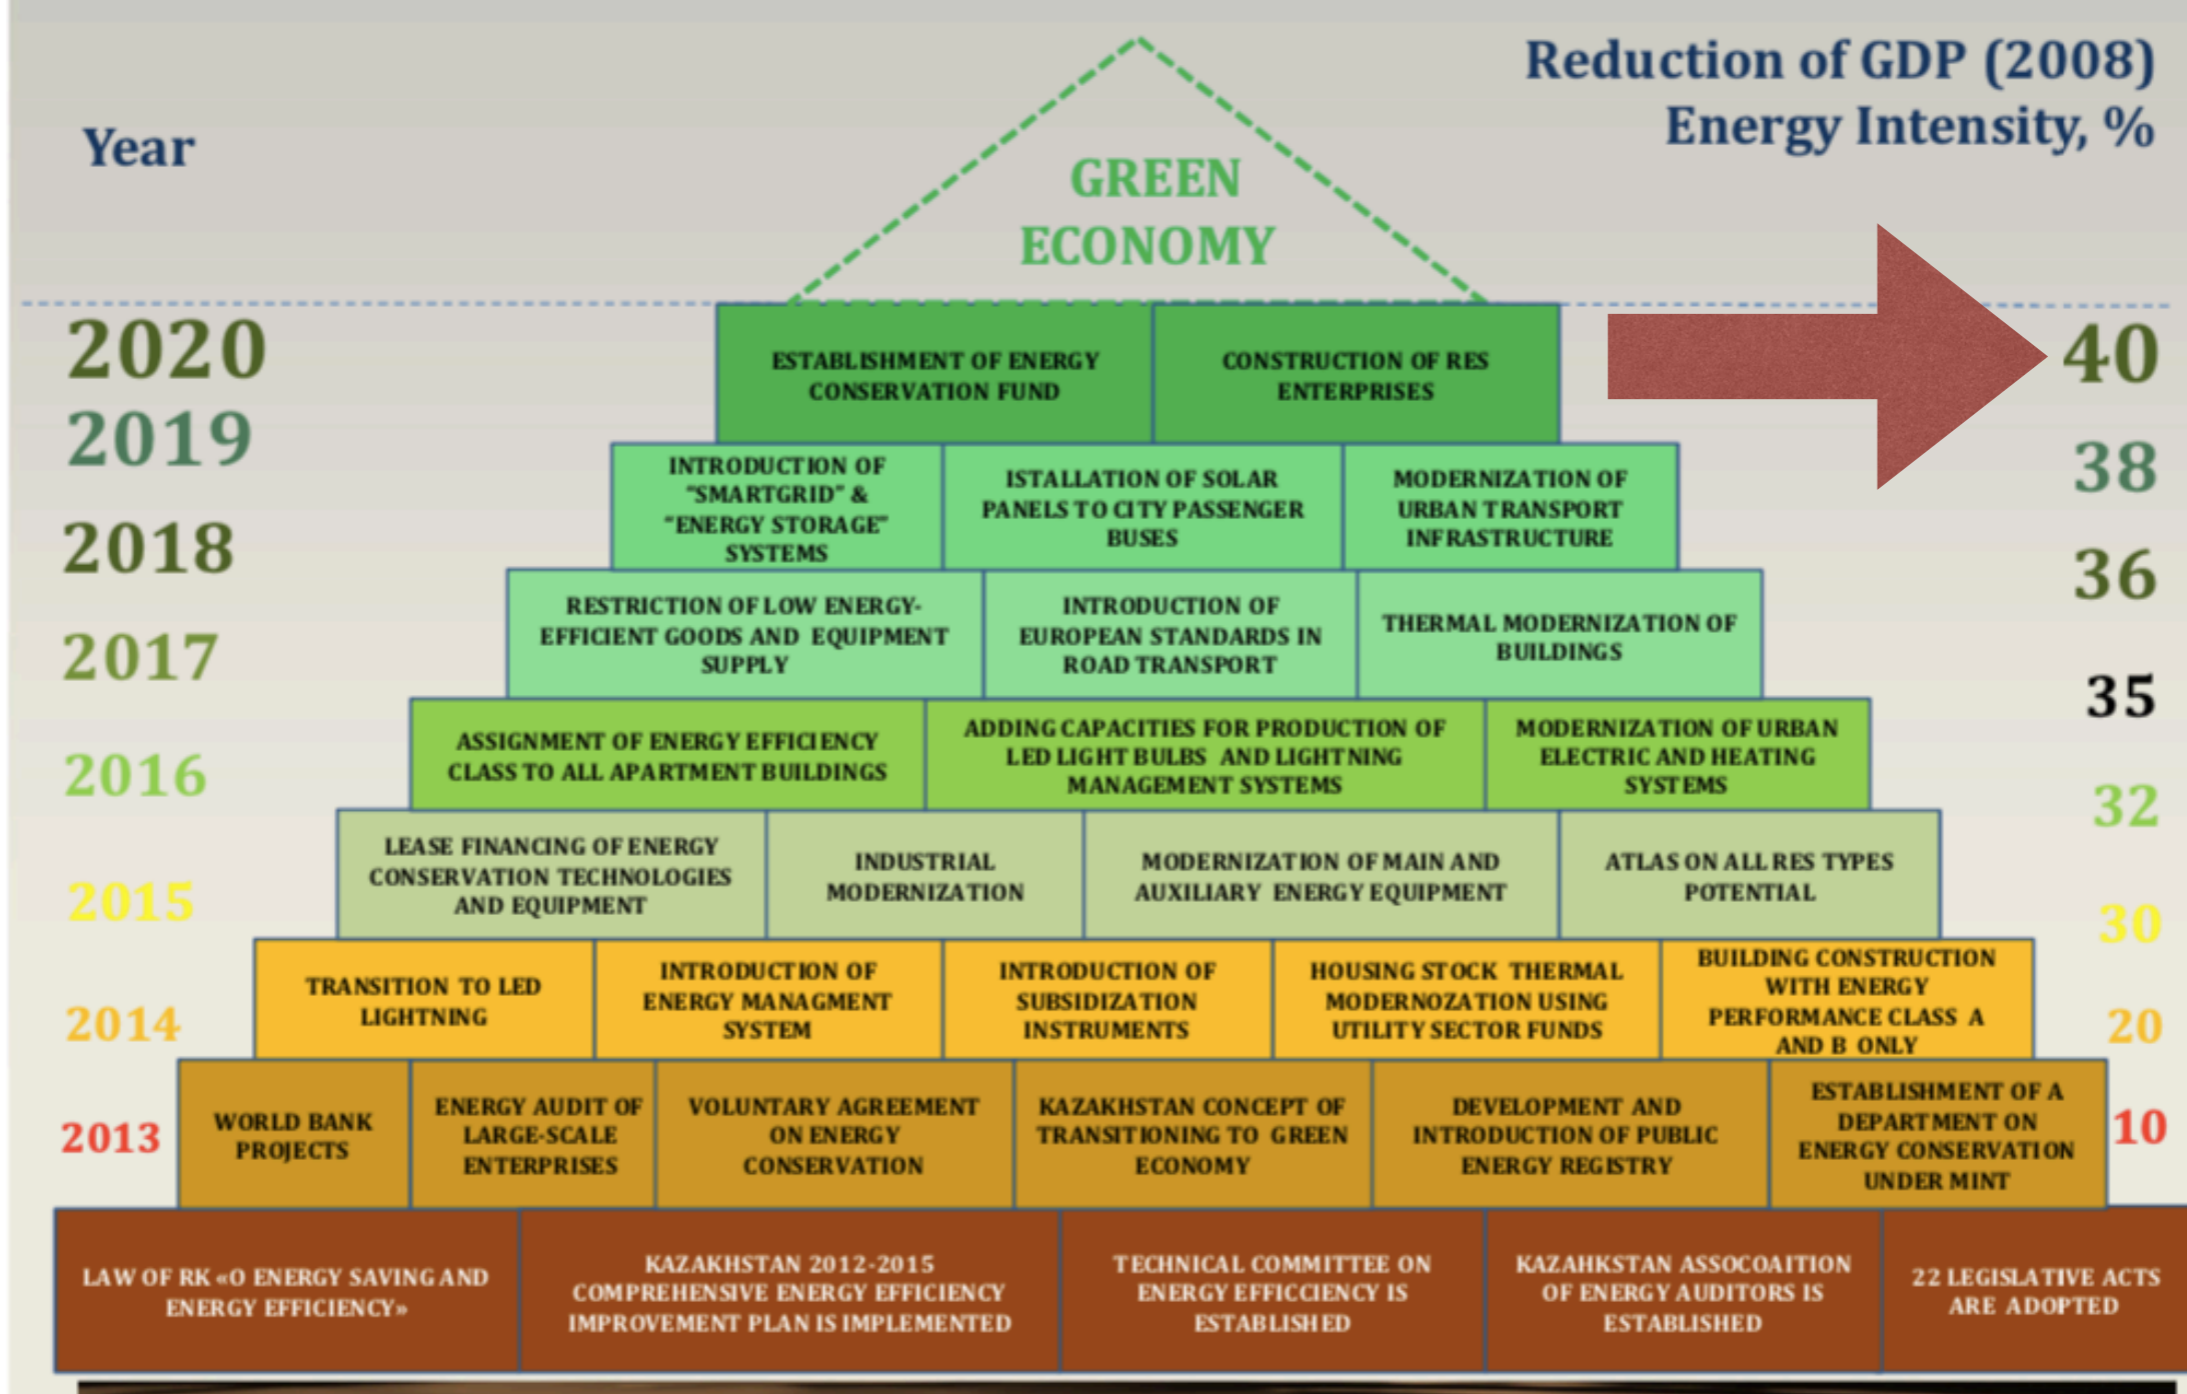 Reduction of GDP (2008)
Energy Intensity, %
Year
GREEN
ECONOMY
2020
ESTABLISHMENT OF ENERGY
CONSERVATION FUND
CONSTRUCTION OF RES
ENTERPRISES
40
2019
INTRODUCTION OF
"SMARTGRID" &
"ENERGY STORAGE"
SYSTEMS
ISTALLATION OF SOLAR
PANELS TO CITY PASSENGER
BUSES
MODERNIZATION OF
URBAN TRANSPORT
INFRASTRUCTURE
38
2018
RESTRICTION OF LOW ENERGY-
EFFICIENT GOODS AND EQUIPMENT
SUPPLY
INTRODUCTION OF
EUROPEAN STANDARDS IN
ROAD TRANSPORT
THERMAL MODERNIZATION OF
BUILDINGS
36
2017
ASSIGNMENT OF ENERGY EFFICIENCY
CLASS TO ALL APARTMENT BUILDINGS
ADDING CAPACITIES FOR PRODUCTION OF
LED LIGHT BULBS AND LIGHTNING
MANAGEMENT SYSTEMS
MODERNIZATION OF URBAN
ELECTRIC AND HEATING
SYSTEMS
35
2016
LEASE FINANCING OF ENERGY
CONSERVATION TECHNOLOGIES
AND EQUIPMENT
INDUSTRIAL
MODERNIZATION
MODERNIZATION OF MAIN AND
AUXILIARY ENERGY EQUIPMENT
ATLAS ON ALL RES TYPES
POTENTIAL
32
2015
TRANSITION TO LED
LIGHTNING
INTRODUCTION OF
ENERGY MANAGMENT
SYSTEM
INTRODUCTION OF
SUBSIDIZATION
INSTRUMENTS
HOUSING STOCK THERMAL
MODERNOZATION USING
UTILITY SECTOR FUNDS
BUILDING CONSTRUCTION
WITH ENERGY
PERFORMANCE CLASS A
AND B ONLY
30
2014
20
2013
WORLD BANK
PROJECTS
ENERGY AUDIT OF
LARGE-SCALE
ENTERPRISES
VOLUNTARY AGREEMENT
ON ENERGY
CONSERVATION
KAZAKHSTAN CONCEPT OF
TRANSITIONING TO GREEN
ECONOMY
DEVELOPMENT AND
INTRODUCTION OF PUBLIC
ENERGY REGISTRY
ESTABLISHMENT OF A
DEPARTMENT ON
ENERGY CONSERVATION
UNDER MINT
10
LAW OF RK «O ENERGY SAVING AND
ENERGY EFFICIENCY»
KAZAKHSTAN 2012-2015
COMPREHENSIVE ENERGY EFFICIENCY
IMPROVEMENT PLAN IS IMPLEMENTED
TECHNICAL COMMITTEE ON
ENERGY EFFICCIENCY IS
ESTABLISHED
KAZAHKSTAN ASSOCOAITION
OF ENERGY AUDITORS IS
ESTABLISHED
22 LEGISLATIVE ACTS
ARE ADOPTED